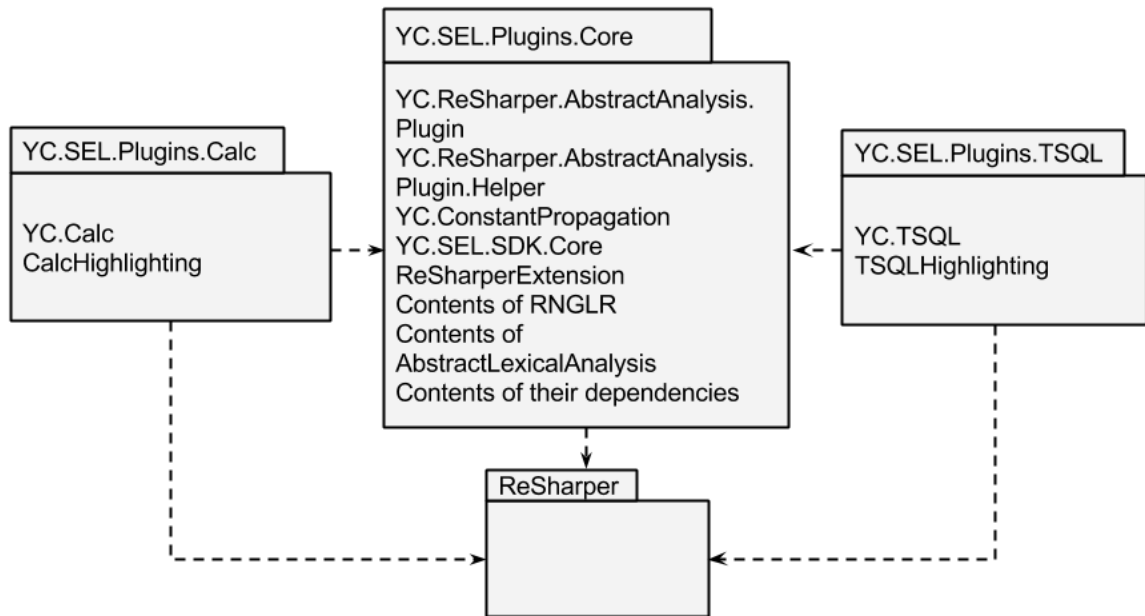 YC.SEL.Plugins.Core
YC.ReSharper.AbstractAnalysis.
Plugin
YC.ReSharper.AbstractAnalysis.
Plugin.Helper
YC.ConstantPropagation
YC.SEL.SDK.Core
ReSharperExtension
Contents of RNGLR
Contents of
AbstractLexicalAnalysis
Contents of their dependencies
YC.SEL.Plugins.Calc
YC.Calc
CalcHighlighting
YC.SEL.Plugins.TSQL
YC.TSQL
TSQLHighlighting
ReSharper